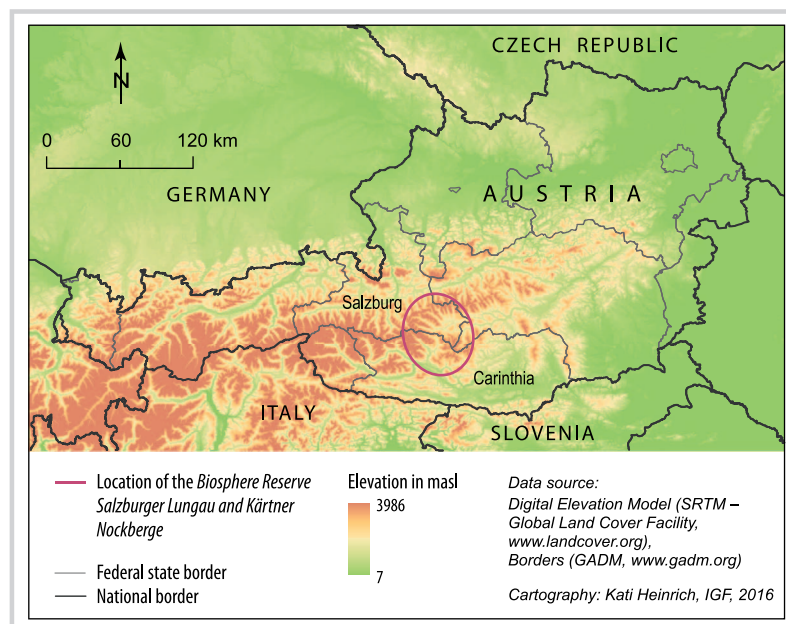 CZECH REPUBLIC
N
0 60 120 km
GERMANY
AUSTRIA
Salzburg
Carinthia
ITALY
SLOVENIA
Location of the Biosphere Reserve
Salzburger Lungau and Kärtner
Nockberge
Federal state border
National border
Elevation in masl
3986
7
Data source:
Digital Elevation Model (SRTM –
Global Land Cover Facility,
www.landcover.org),
Borders (GADM, www.gadm.org)
Cartography: Kati Heinrich, IGF, 2016